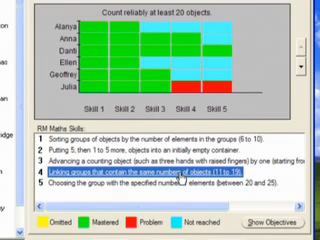 Count reliably at least 20 objects.
Alanya
Anna
Danti
Ellen
Geoffrey
Julia
Skill 1 Skill 2 Skill 3 Skill 4 Skill 5
RM Maths Skills:
1 Sorting groups of objects by the number of elements in the groups (6 to 10).
2 Putting 5, then 1 to 5 more, objects into an initially empty container.
3 Advancing a counting object (such as three hands with raised fingers) by one (starting fro
4 Linking groups that contain the same numbers of objects (11 to 19).
5 Choosing the group with the specified number elements (between 20 and 25).
Omitted Mastered Problem Not reached Show Objectives